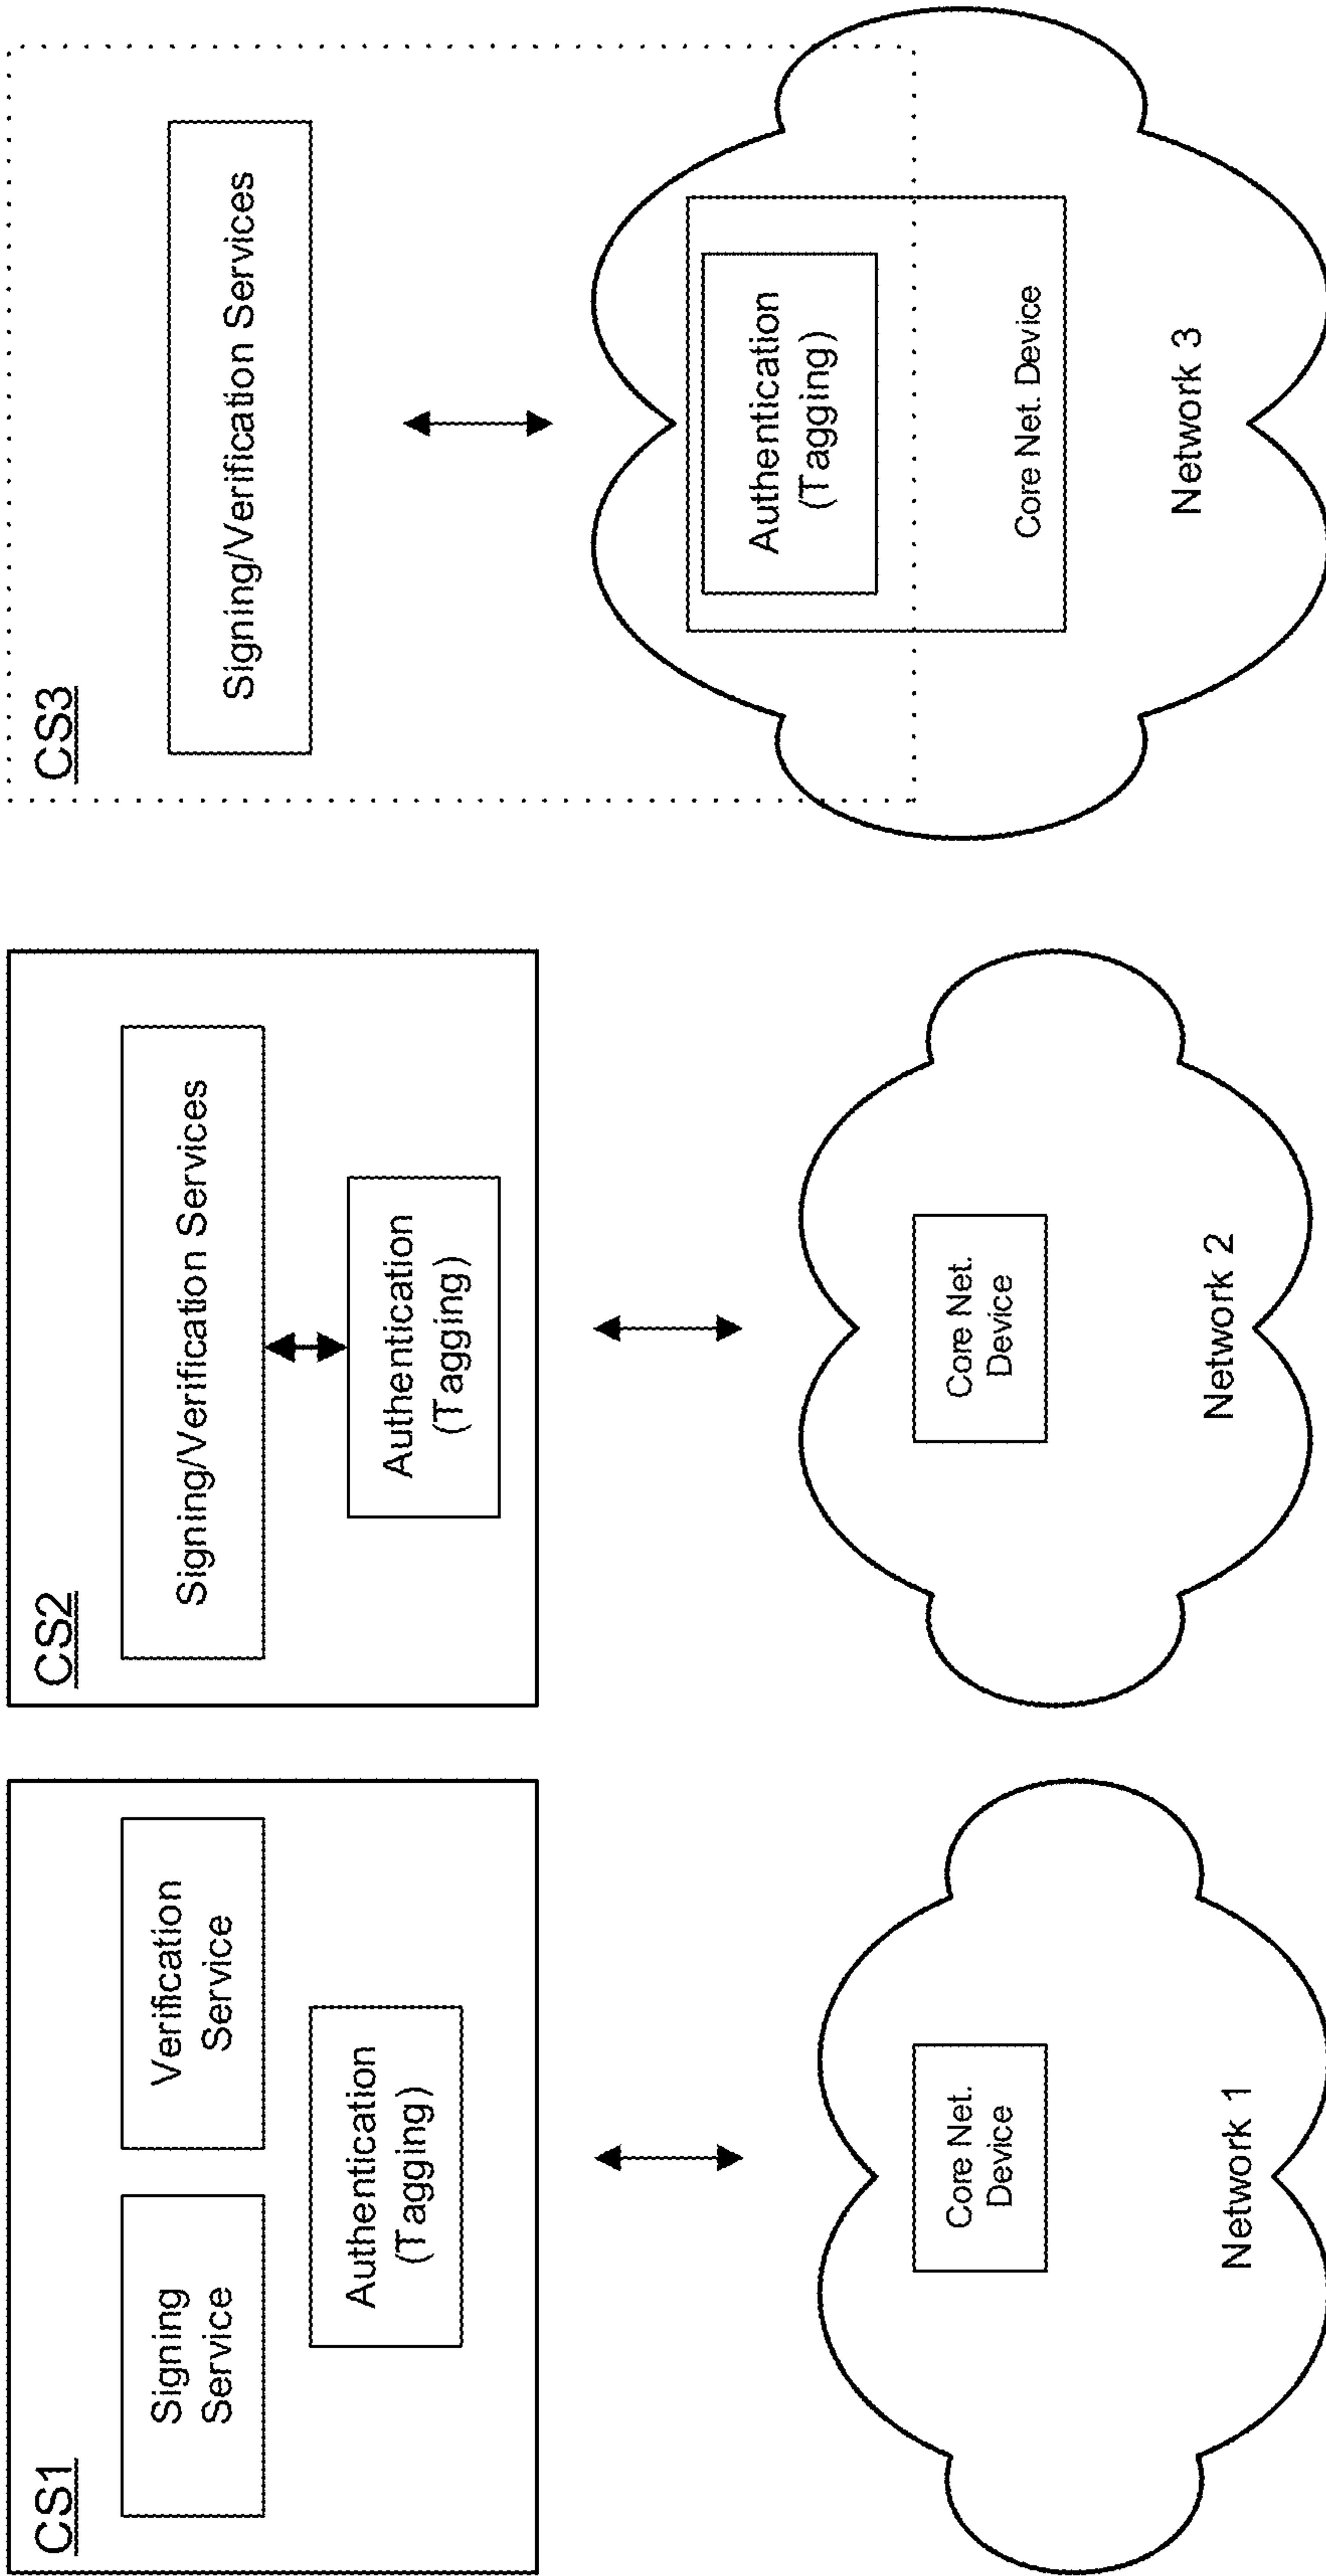 CS1
Signing
Service
Verification
Service
Authentication
(Tagging)
Core Net.
Device
Network 1
CS2
Signing/Verification Services
Authentication
(Tagging)
Core Net.
Device
Network 2
CS3
Signing/Verification Services
Authentication
(Tagging)
Core Net. Device
Network 3